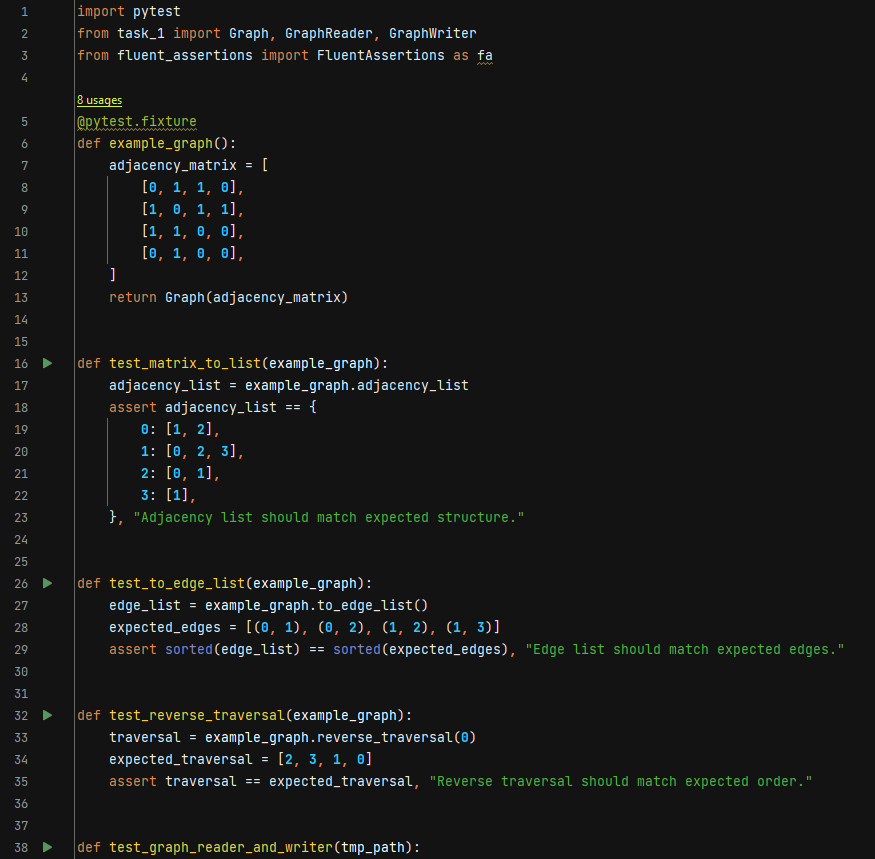 1 import pytest
2 from task_1 import Graph, GraphReader, GraphWriter
3 from fluent_assertions import FluentAssertions as fa
4
8 usages
5 @pytest.fixture
6 def example_graph():
7     adjacency_matrix = [
8         [0, 1, 1, 0],
9         [1, 0, 1, 1],
10         [1, 1, 0, 0],
11         [0, 1, 0, 0],
12     ]
13     return Graph(adjacency_matrix)
14
15
16 def test_matrix_to_list(example_graph):
17     adjacency_list = example_graph.adjacency_list
18     assert adjacency_list == {
19         0: [1, 2],
20         1: [0, 2, 3],
21         2: [0, 1],
22         3: [1],
23     }, "Adjacency list should match expected structure."
24
25
26 def test_to_edge_list(example_graph):
27     edge_list = example_graph.to_edge_list()
28     expected_edges = [(0, 1), (0, 2), (1, 2), (1, 3)]
29     assert sorted(edge_list) == sorted(expected_edges), "Edge list should match expected edges."
30
31
32 def test_reverse_traversal(example_graph):
33     traversal = example_graph.reverse_traversal(0)
34     expected_traversal = [2, 3, 1, 0]
35     assert traversal == expected_traversal, "Reverse traversal should match expected order."
36
37
38 def test_graph_reader_and_writer(tmp_path):